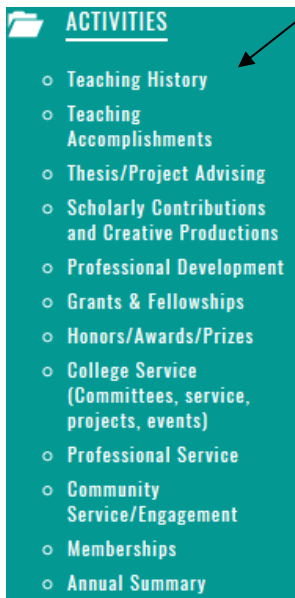 ACTIVITIES
Teaching History
Teaching
Accomplishments
Thesis/Project Advising
Scholarly Contributions
and Creative Productions
Professional Development
Grants & Fellowships
Honors/Awards/Prizes
College Service
(Committees, service,
projects, events)
Professional Service
Community
Service/Engagement
Memberships
Annual Summary